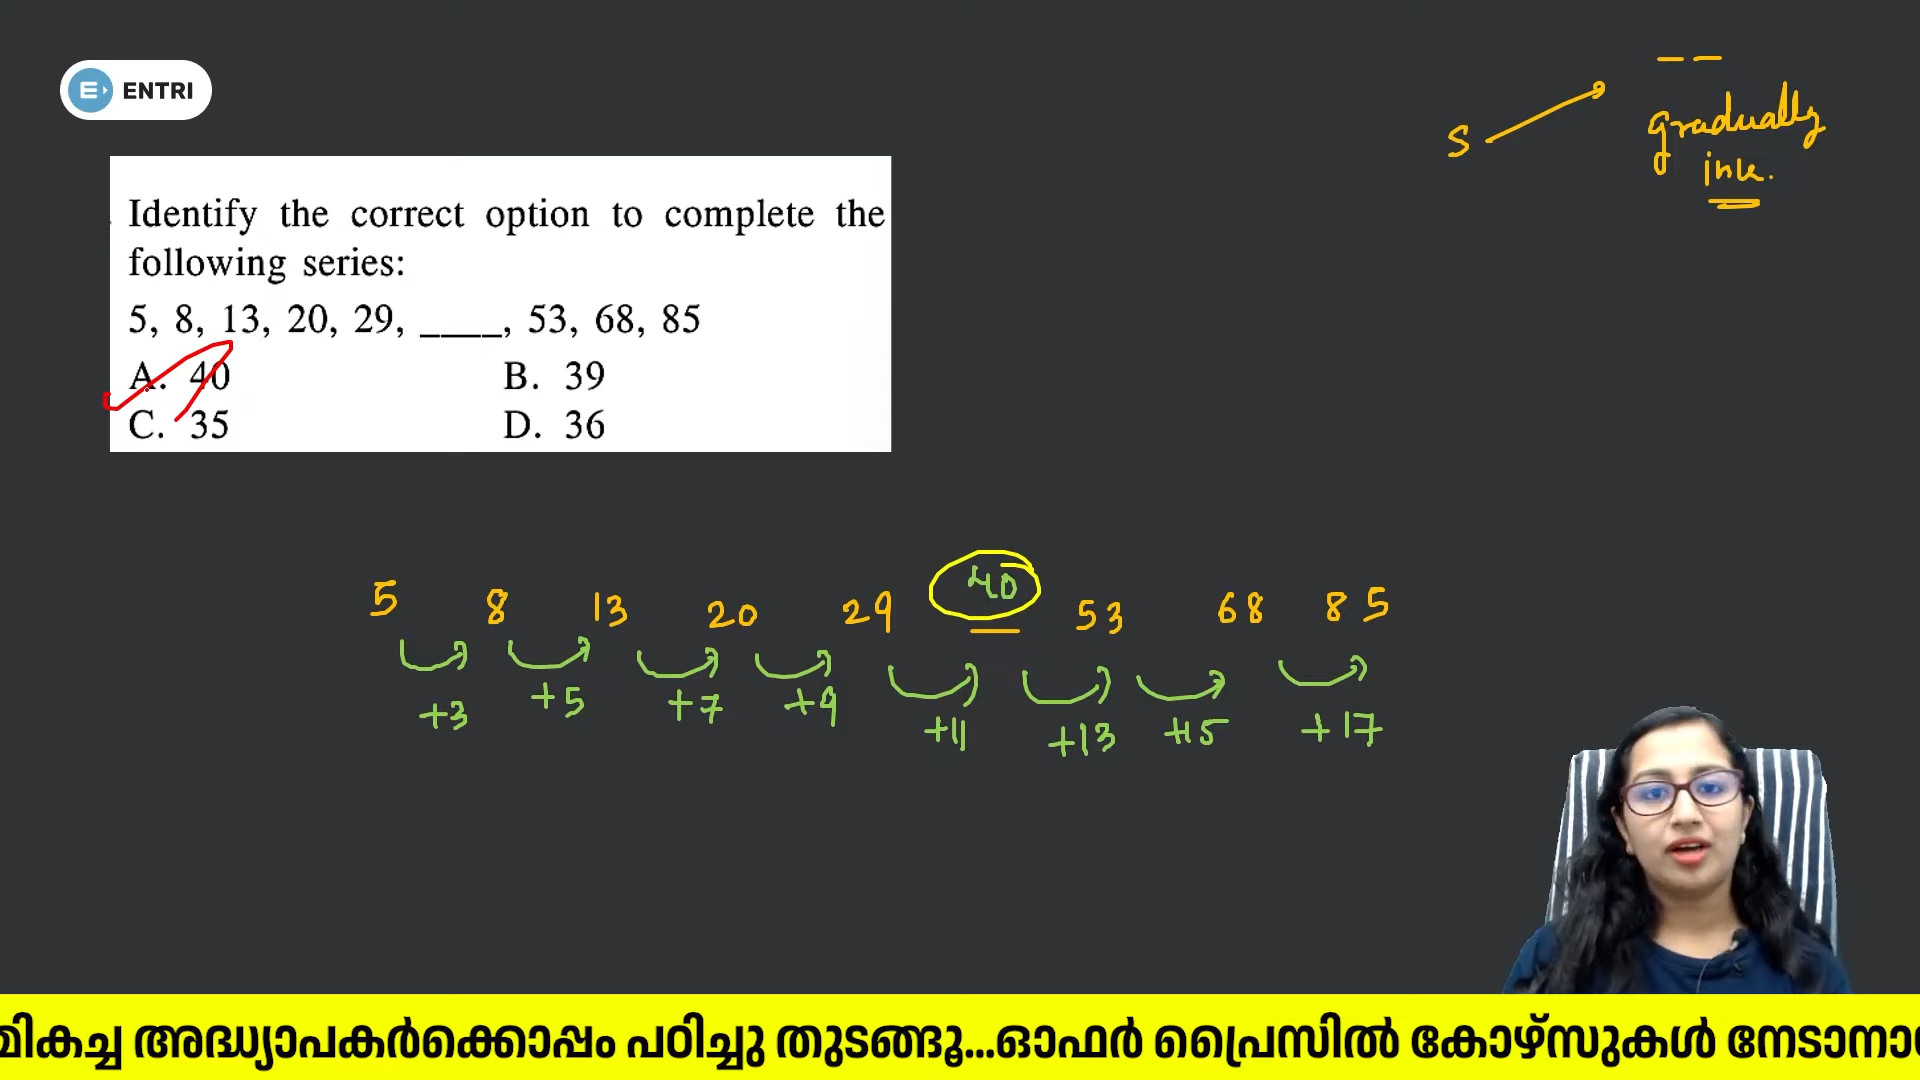 ENTRI
gradually
S
Identify the correct option to complete the
following series:
5, 8, 13, 20, 29, ____, 53, 68, 85
A. 40 B. 39
C. 35 D. 36
5 8 13 20 29 40 53 68 85
+3 +5 +7 +9 +11 +13 +15 +17
മികച്ച അദ്ധ്യാപകർക്കൊപ്പം പഠിച്ചു തുടങ്ങൂ...ഓഫർ പ്രൈസിൽ കോഴ്സുകൾ